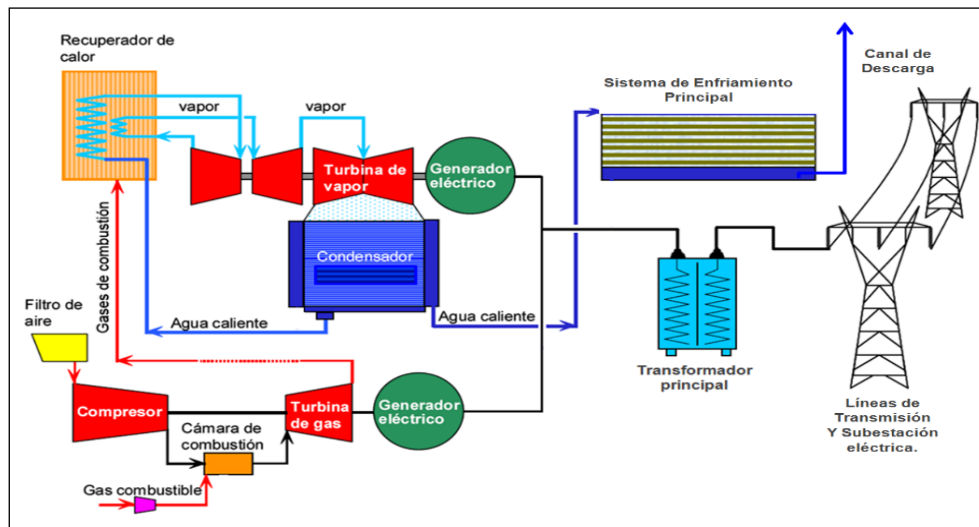 Recuperador de
calor
vapor
vapor
Sistema de Enfriamiento
Principal
Canal de
Descarga
Turbina de
vapor
Generador
eléctrico
Gases de combustión
Condensador
Filtro de
aire
Agua caliente
Agua caliente
Transformador
principal
Compresor
Turbina
de gas
Generador
eléctrico
Cámara de
combustión
Líneas de
Transmisión
Y Subestación
eléctrica.
Gas combustible